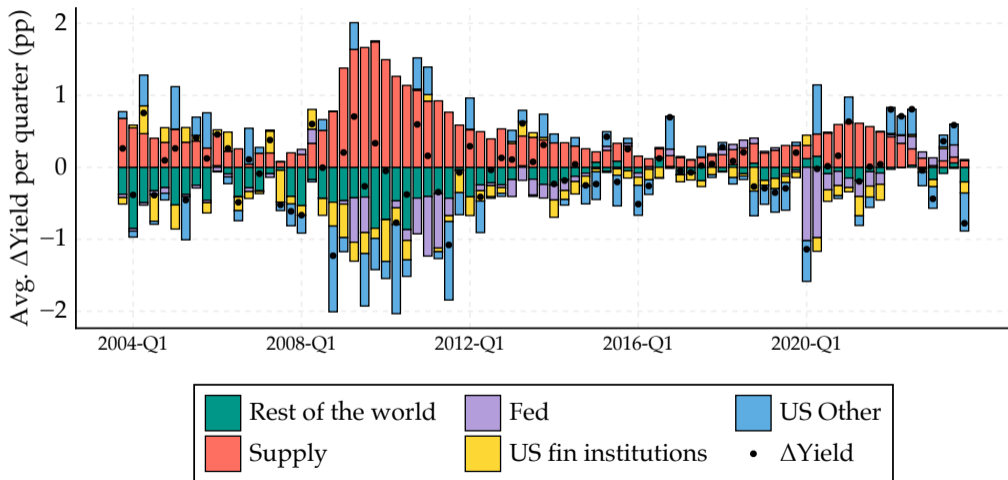 Avg. ΔYield per quarter (pp)
2
1
0
−1
−2
2004-Q1 2008-Q1 2012-Q1 2016-Q1 2020-Q1
Rest of the world Fed US Other
Supply US fin institutions ΔYield